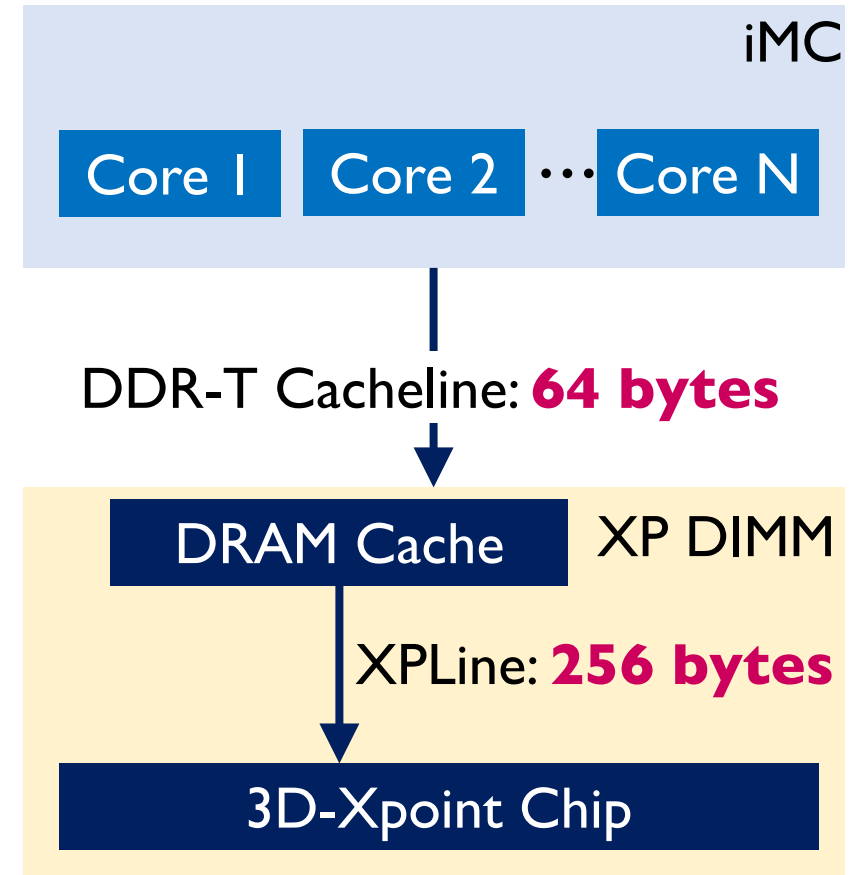 iMC
Core 1 Core 2 ... Core N
DDR-T Cacheline: 64 bytes
DRAM Cache XP DIMM
XPLine: 256 bytes
3D-Xpoint Chip